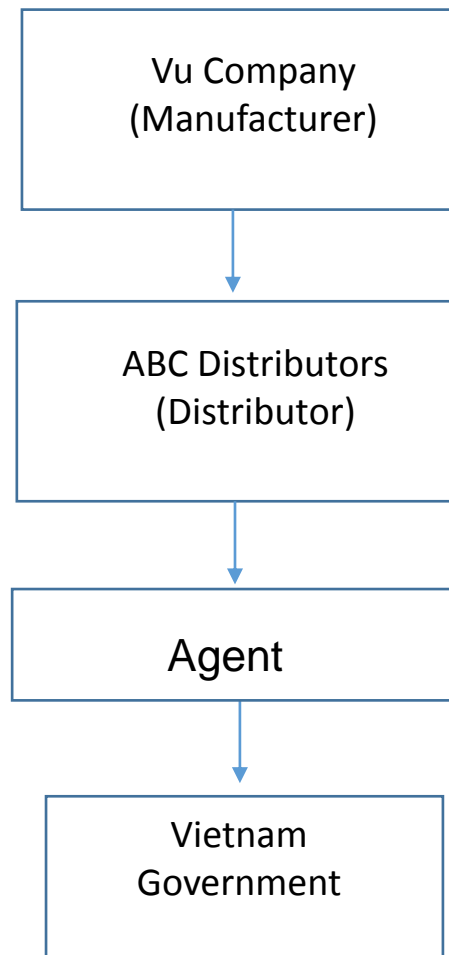 Vu Company
(Manufacturer)
ABC Distributors
(Distributor)
Agent
Vietnam
Government